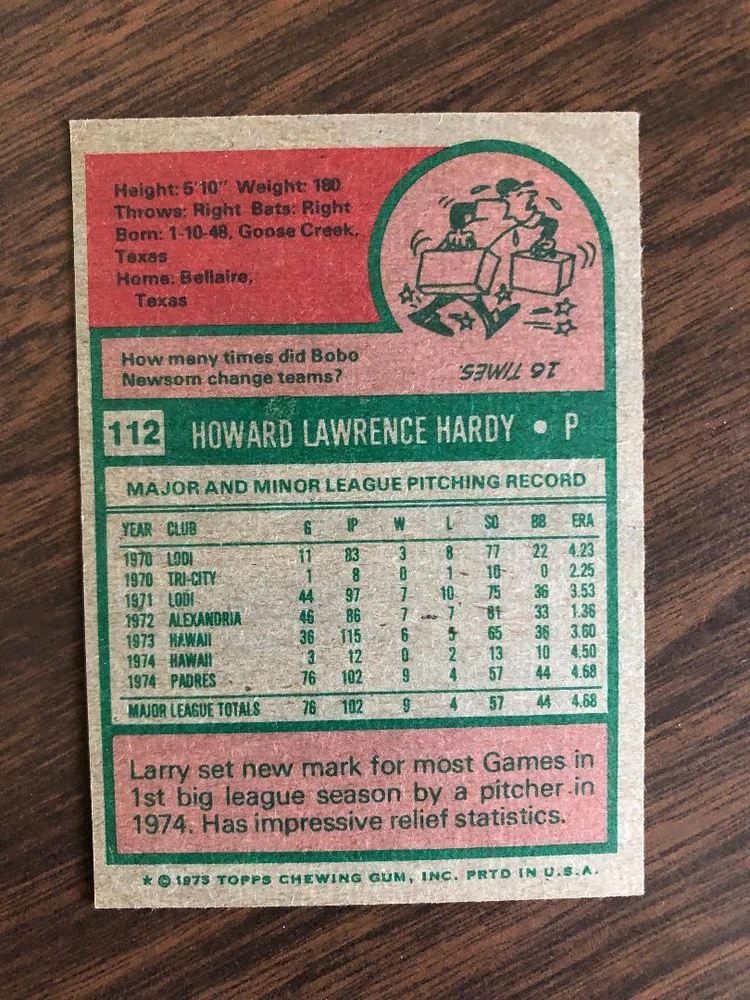 Height: 5'10" Weight: 180
Throws: Right Bats: Right
Born: 1-10-48, Goose Creek,
Texas
Home: Bellaire,
Texas
How many times did Bobo
Newsom change teams?
16 TIMES.
112 HOWARD LAWRENCE HARDY • P
MAJOR AND MINOR LEAGUE PITCHING RECORD
YEAR CLUB G IP W L SO BB ERA
1970 LODI 11 83 3 8 77 22 4.23
1970 TRI-CITY 1 8 0 1 10 0 2.25
1971 LODI 44 97 7 10 75 36 3.53
1972 ALEXANDRIA 46 86 7 7 81 33 1.36
1973 HAWAII 36 115 6 5 65 36 3.60
1974 HAWAII 3 12 0 2 13 10 4.50
1974 PADRES 76 102 9 4 57 44 4.68
MAJOR LEAGUE TOTALS 76 102 9 4 57 44 4.68
Larry set new mark for most Games in
1st big league season by a pitcher in
1974. Has impressive relief statistics.
* © 1975 TOPPS CHEWING GUM, INC. PRTD IN U.S.A.